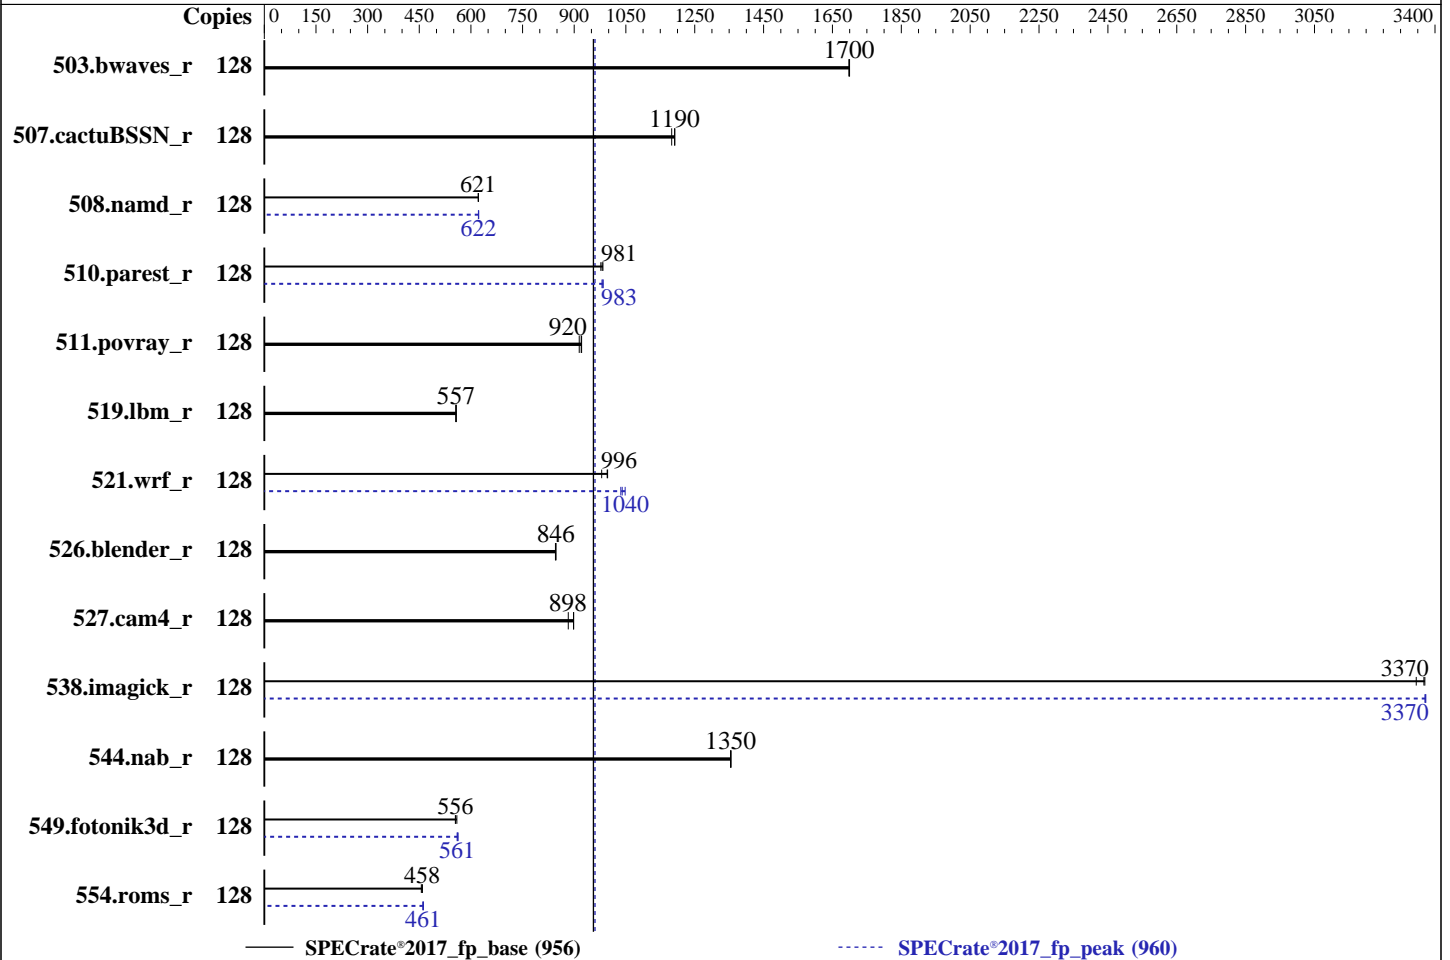 Copies 0 150 300 450 600 750 900 1050 1250 1450 1650 1850 2050 2250 2450 2650 2850 3050 3400
503.bwaves_r 128 1700
507.cactuBSSN_r 128 1190
508.namd_r 128 621
622
510.parest_r 128 981
983
511.povray_r 128 920
519.lbm_r 128 557
521.wrf_r 128 996
1040
526.blender_r 128 846
527.cam4_r 128 898
538.imagick_r 128 3370
3370
544.nab_r 128 1350
549.fotonik3d_r 128 556
561
554.roms_r 128 458
461
SPECrate®2017_fp_base (956) SPECrate®2017_fp_peak (960)